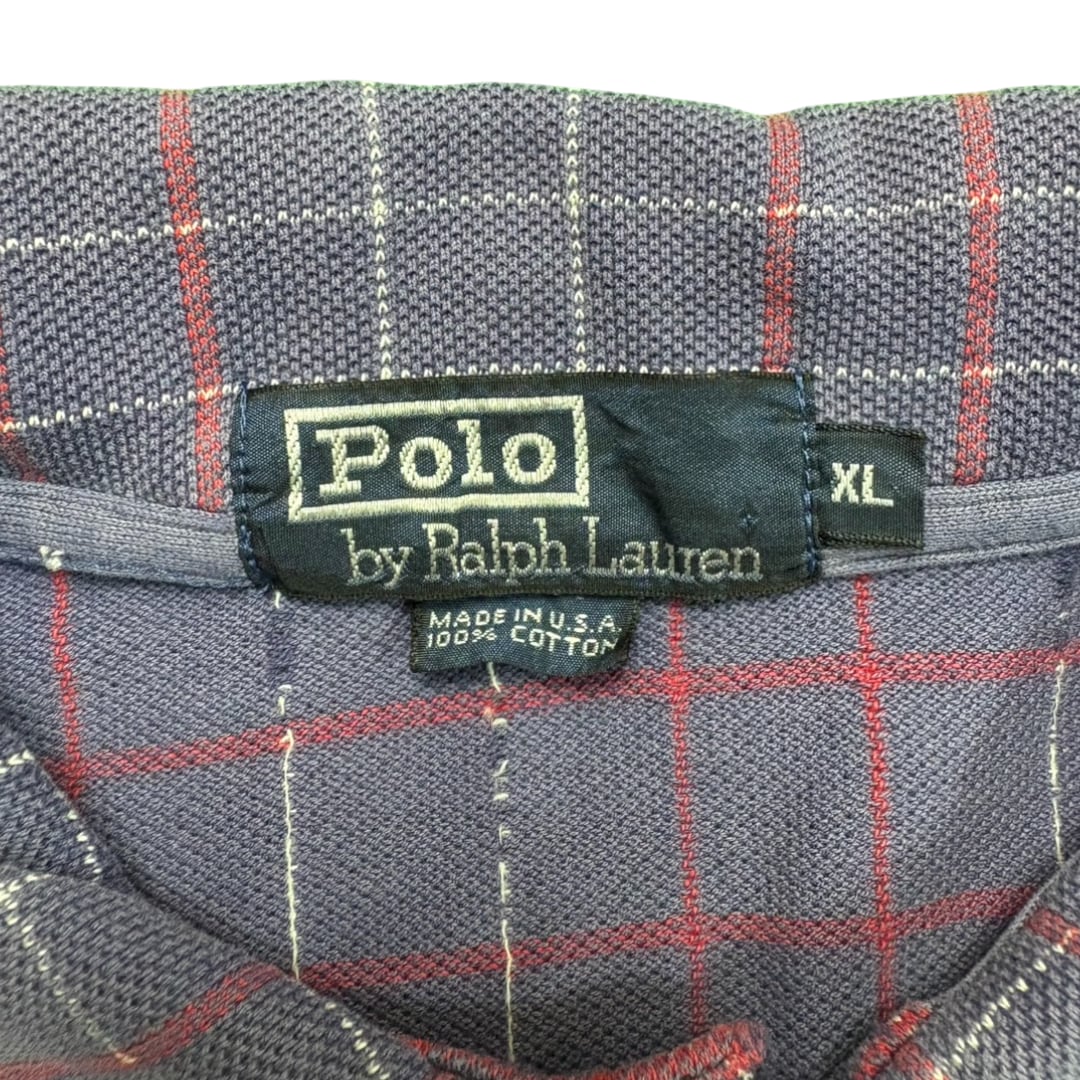 Polo
by Ralph Lauren
XL
MADE IN U.S.A.
100% COTTON